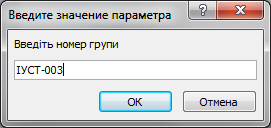 Введите значение параметра
?
Введіть номер групи
ІУСТ-003
ОК
Отмена